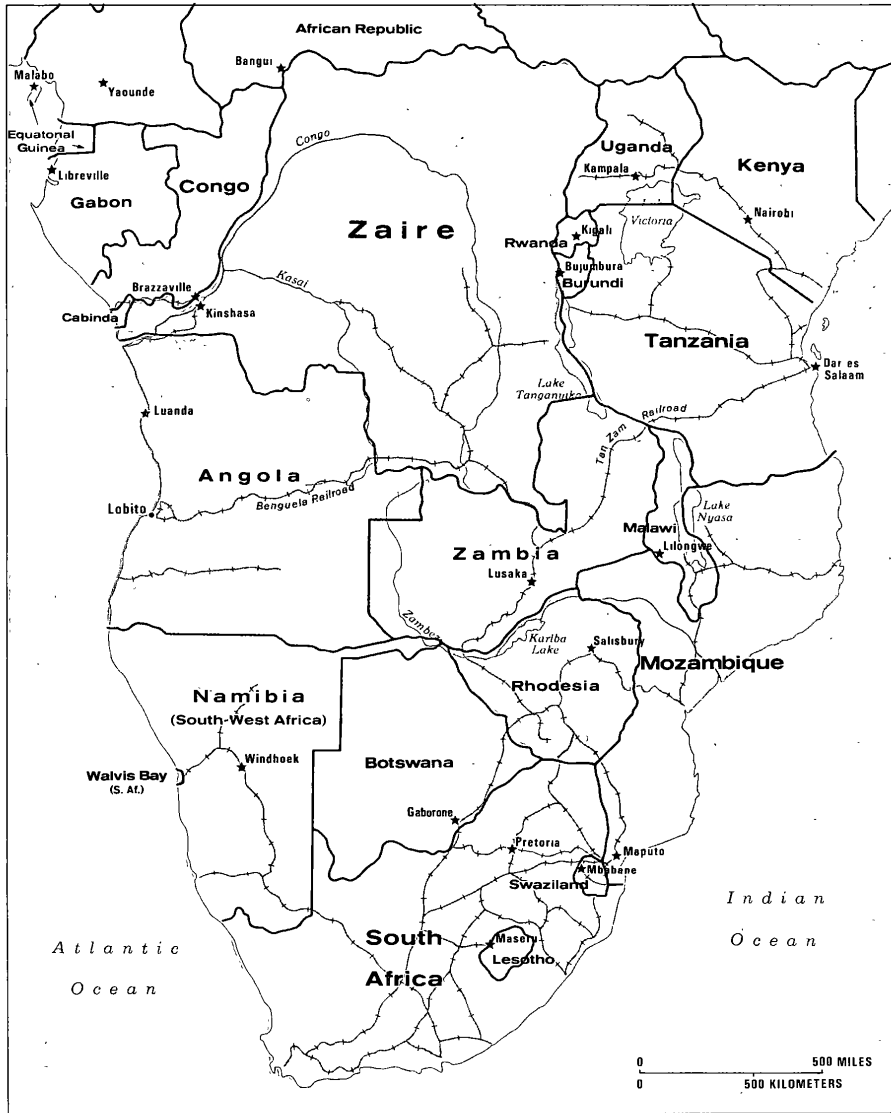 African Republic
Bangui
Malabo
Yaounde
Equatorial
Guinea
Libreville
Gabon
Congo
Congo
Zaire
Uganda
Kampala
Kenya
Nairobi
Victoria
Kigali
Rwanda
Bujumbura
Burundi
Kasai
Brazzaville
Kinshasa
Cabinda
Tanzania
Dar es
Salaam
Lake
Tanganyika
Luanda
Tan Zam Railroad
Angola
Benguela Railroad
Lobito
Lake
Nyasa
Malawi
Lilongwe
Zambia
Lusaka
Zambezi
Kariba
Lake
Salisbury
Mozambique
Rhodesia
Namibia
(South-West Africa)
Windhoek
Walvis Bay
(S. Af.)
Botswana
Gaborone
Pretoria
Maputo
Mbabane
Swaziland
Indian
Ocean
South
Africa
Maseru
Lesotho
Atlantic
Ocean
0 500 MILES
0 500 KILOMETERS